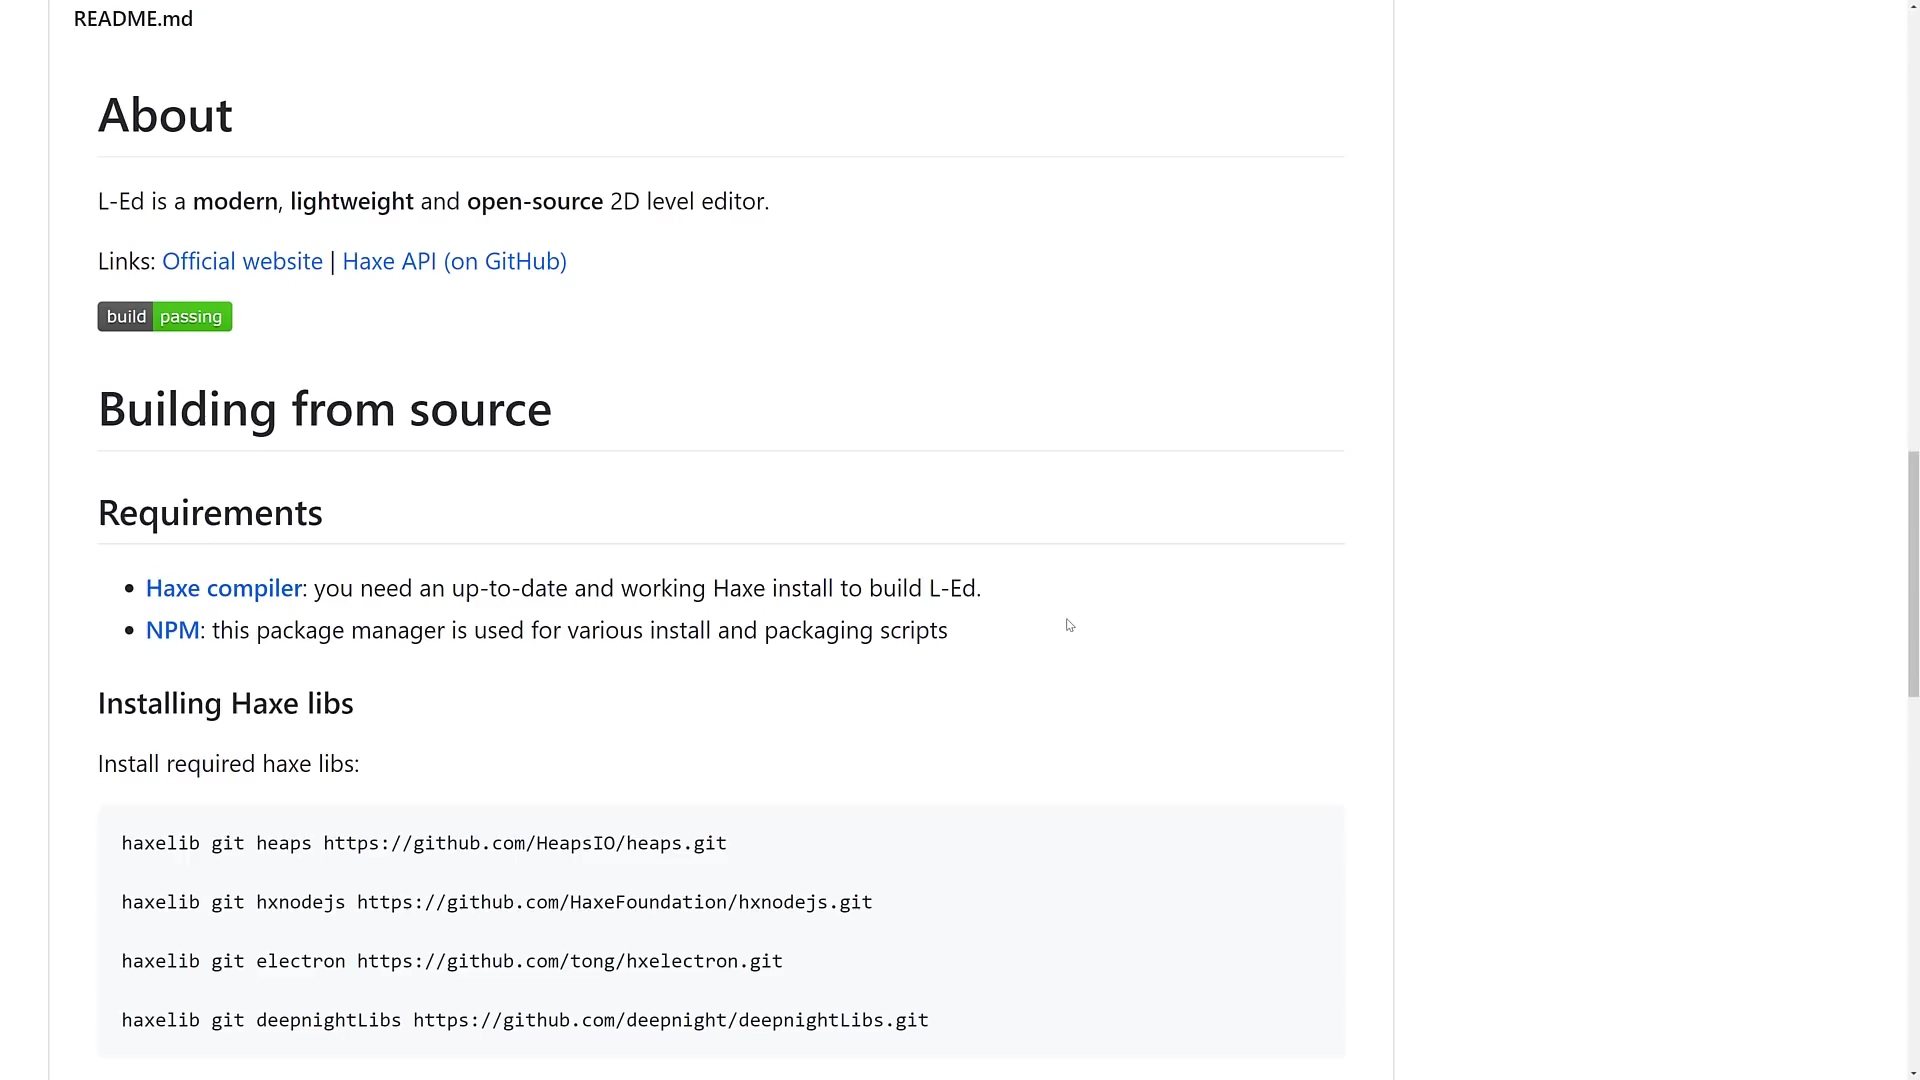 README.md
About
L-Ed is a modern, lightweight and open-source 2D level editor.
Links: Official website | Haxe API (on GitHub)
build passing
Building from source
Requirements
Haxe compiler: you need an up-to-date and working Haxe install to build L-Ed.
NPM: this package manager is used for various install and packaging scripts
Installing Haxe libs
Install required haxe libs:
haxelib git heaps https://github.com/HeapsIO/heaps.git
haxelib git hxnodejs https://github.com/HaxeFoundation/hxnodejs.git
haxelib git electron https://github.com/tong/hxelectron.git
haxelib git deepnightLibs https://github.com/deepnight/deepnightLibs.git